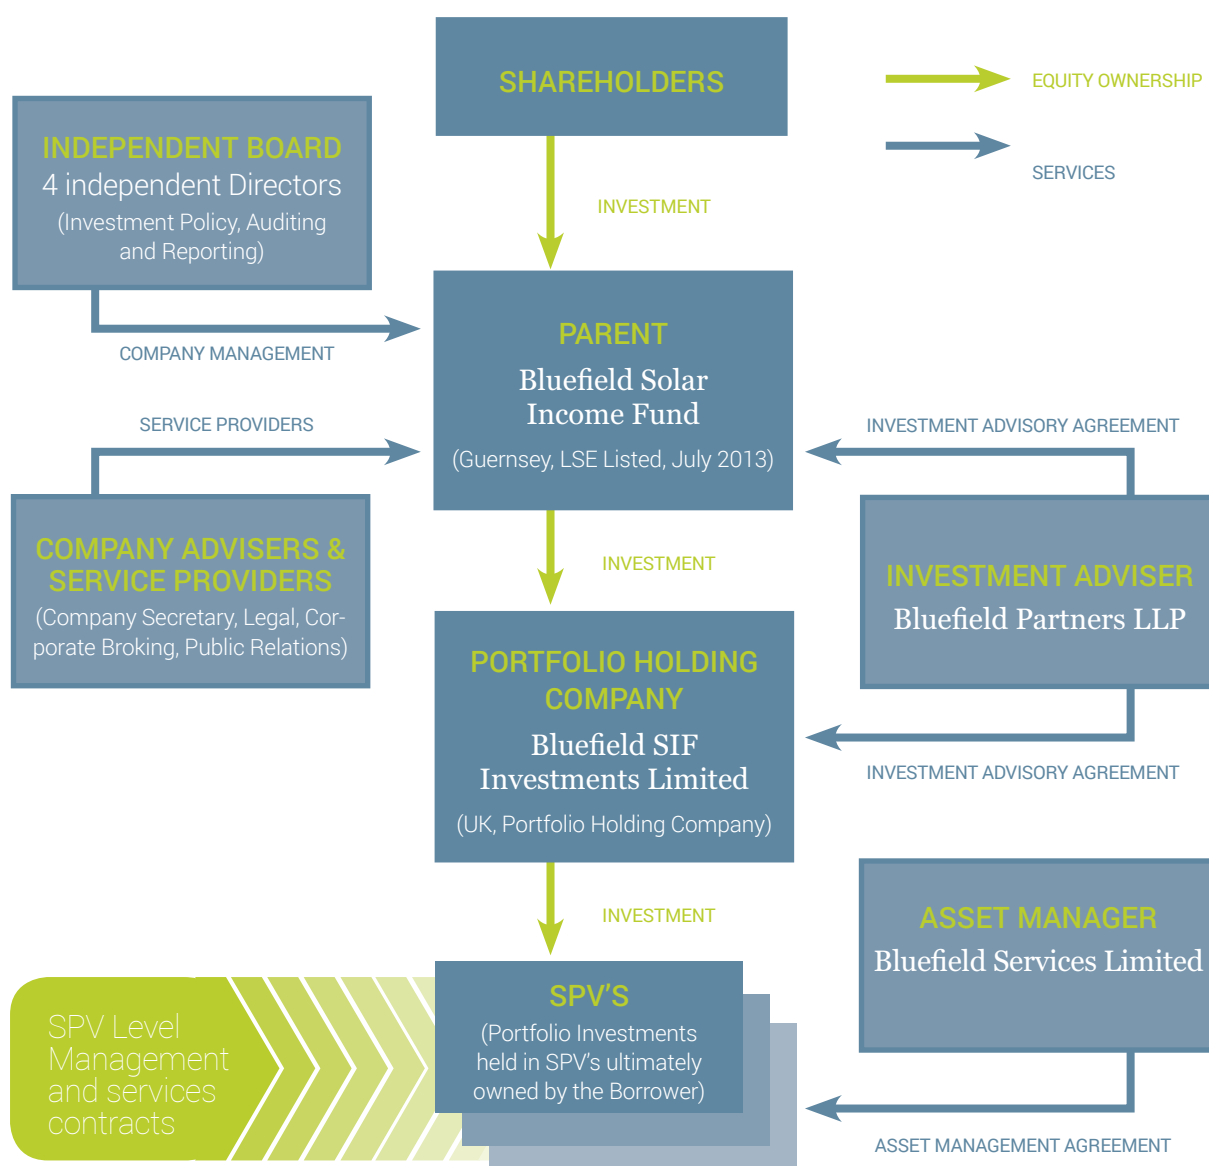 SHAREHOLDERS
EQUITY OWNERSHIP
SERVICES
INDEPENDENT BOARD
4 independent Directors
(Investment Policy, Auditing
and Reporting)
INVESTMENT
COMPANY MANAGEMENT
PARENT
Bluefield Solar
Income Fund
(Guernsey, LSE Listed, July 2013)
SERVICE PROVIDERS
INVESTMENT ADVISORY AGREEMENT
COMPANY ADVISERS &
SERVICE PROVIDERS
(Company Secretary, Legal, Cor-
porate Broking, Public Relations)
INVESTMENT
INVESTMENT ADVISER
Bluefield Partners LLP
PORTFOLIO HOLDING
COMPANY
Bluefield SIF
Investments Limited
(UK, Portfolio Holding Company)
INVESTMENT ADVISORY AGREEMENT
INVESTMENT
ASSET MANAGER
Bluefield Services Limited
SPV Level
Management
and services
contracts
SPV'S
(Portfolio Investments
held in SPV's ultimately
owned by the Borrower)
ASSET MANAGEMENT AGREEMENT